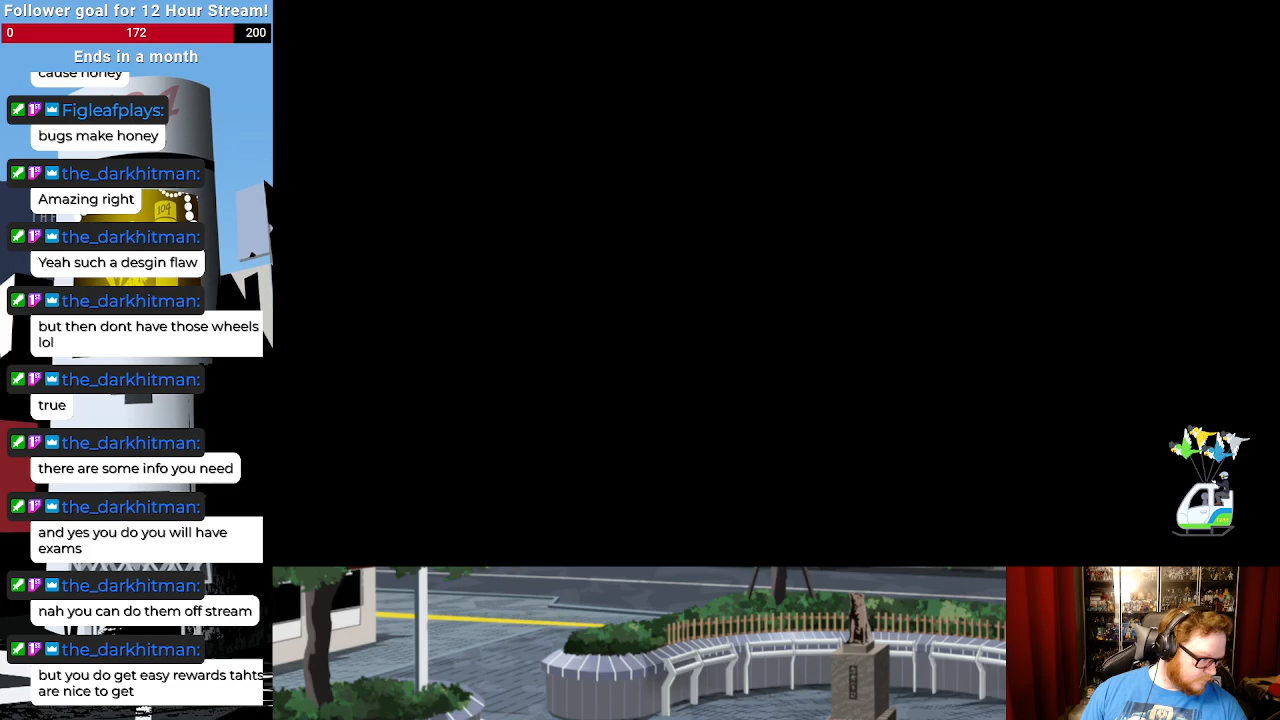 Follower goal for 12 Hour Stream!
0 172 200
Ends in a month
cause honey
Figleafplays:
bugs make honey
the_darkhitman:
Amazing right
104
the_darkhitman:
Yeah such a desgin flaw
the_darkhitman:
but then dont have those wheels
lol
the_darkhitman:
true
the_darkhitman:
there are some info you need
the_darkhitman:
and yes you do you will have
exams
the_darkhitman:
nah you can do them off stream
the_darkhitman:
but you do get easy rewards tahts
are nice to get